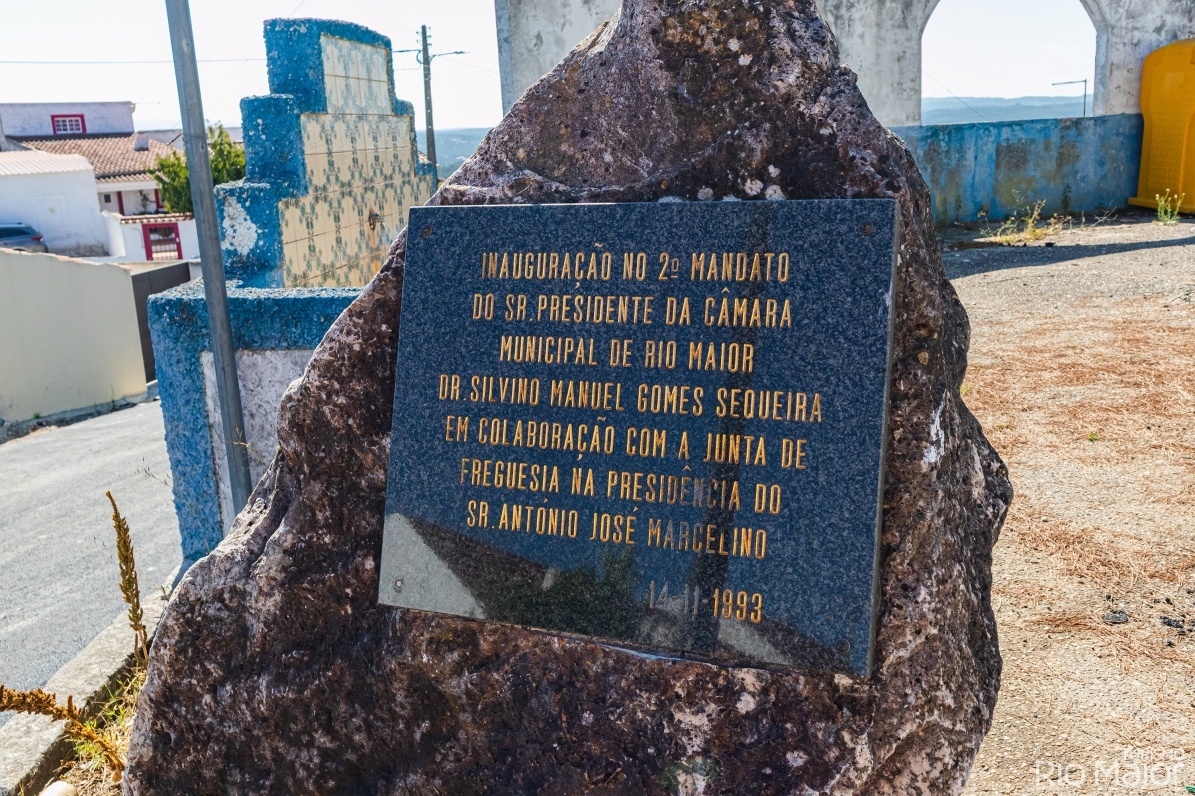 INAUGURAÇÃO NO 2º MANDATO
DO SR. PRESIDENTE DA CÂMARA
MUNICIPAL DE RIO MAIOR
DR. SILVINO MANUEL GOMES SEQUEIRA
EM COLABORAÇÃO COM A JUNTA DE
FREGUESIA NA PRESIDÊNCIA DO
SR. ANTÓNIO JOSÉ MARCELINO
14-11-1993
RIO MAIOR